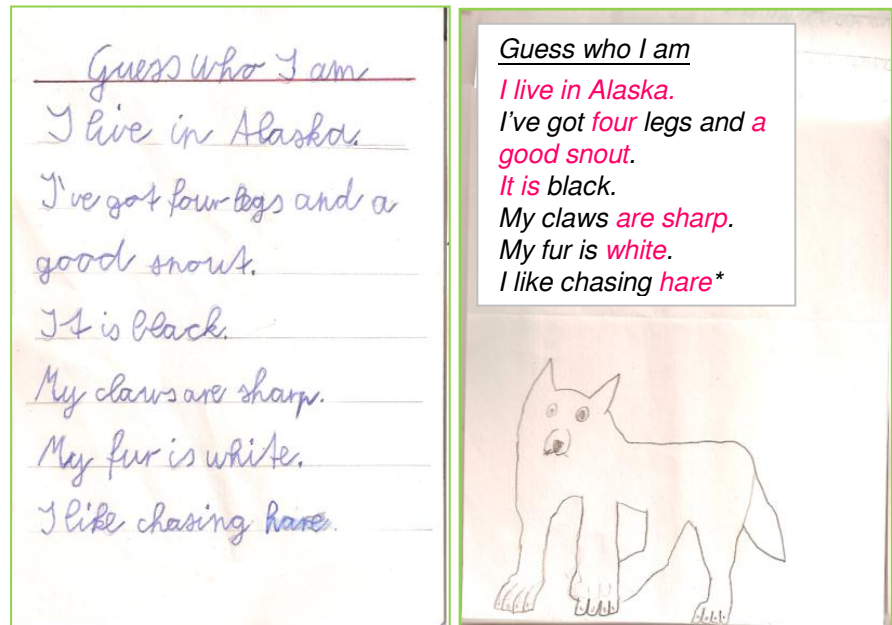 Guess who I am
I live in Alaska.
I've got four legs and a
good snout.
It is black.
My claws are sharp.
My fur is white.
I like chasing hare.
Guess who I am
I live in Alaska.
I've got four legs and a
good snout.
It is black.
My claws are sharp.
My fur is white.
I like chasing hare*